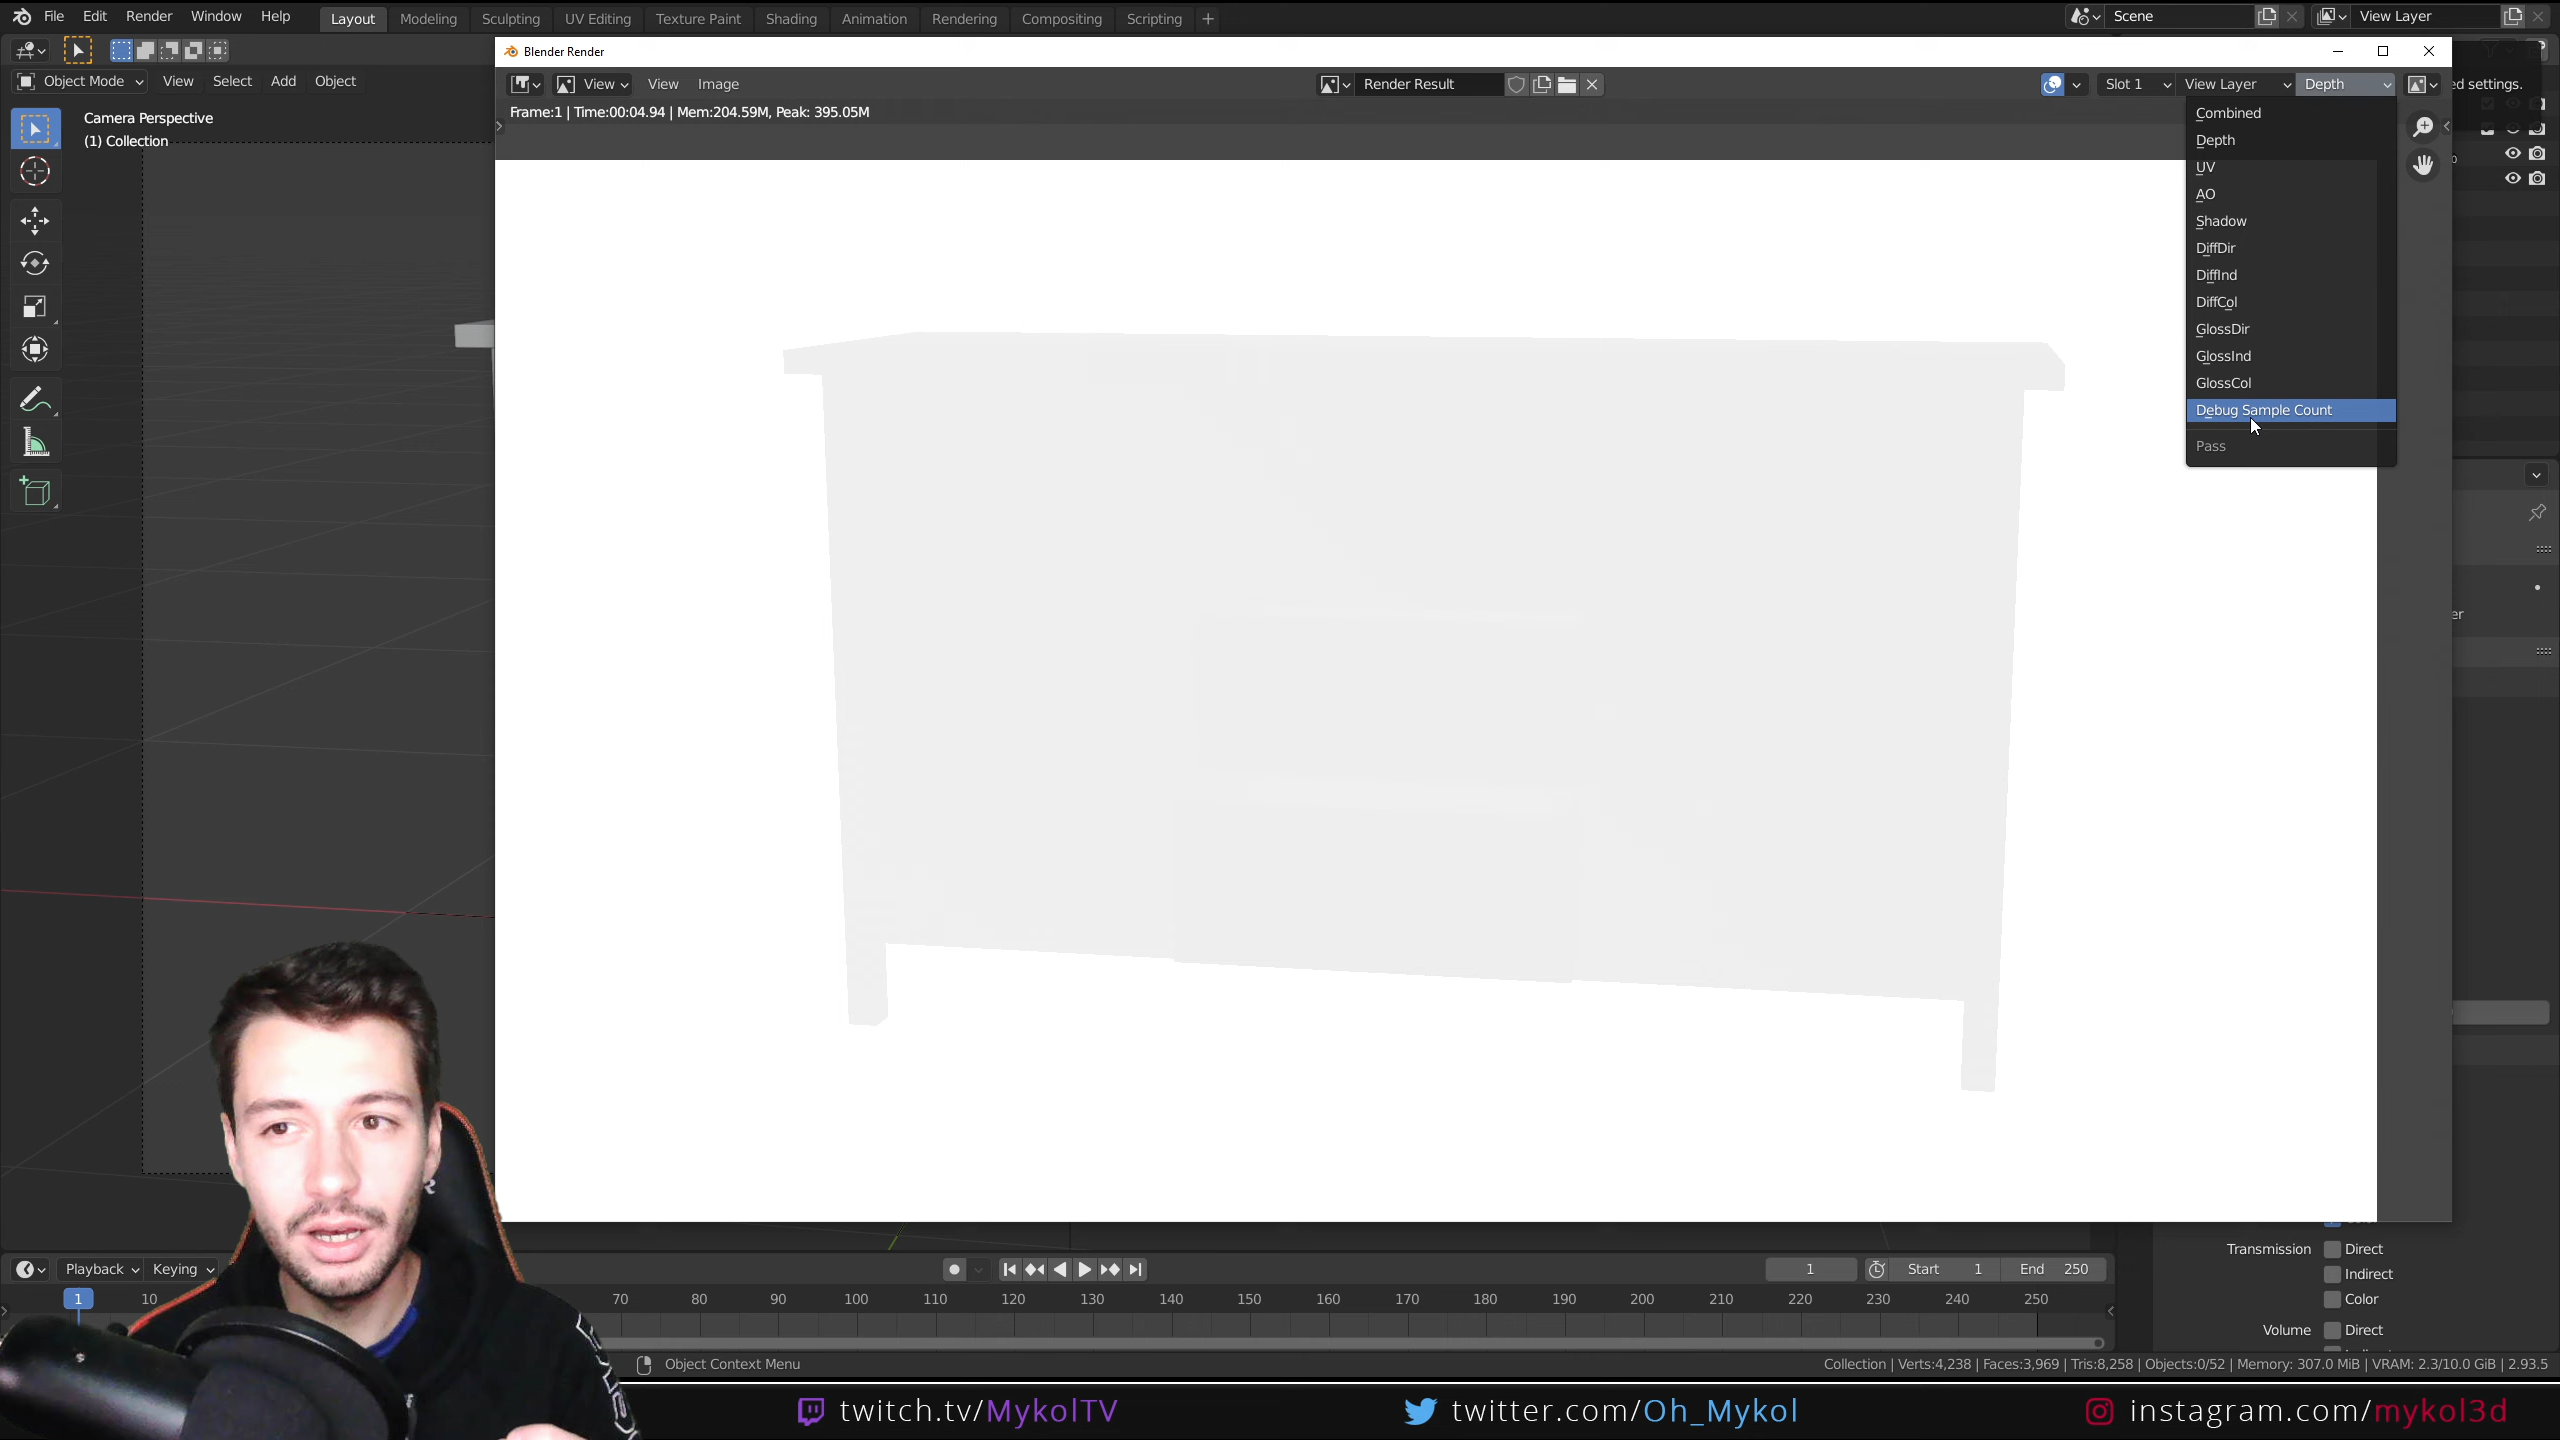 File Edit Render Window Help Layout Modeling Sculpting UV Editing Texture Paint Shading Animation Rendering Compositing Scripting + Scene View Layer
Blender Render
Object Mode View Select Add Object
View View Image Render Result Slot 1 View Layer Depth ed settings.
Frame:1 | Time:00:04.94 | Mem:204.59M, Peak: 395.05M
Camera Perspective
(1) Collection
Combined
Depth
UV
AO
Shadow
DiffDir
DiffInd
DiffCol
GlossDir
GlossInd
GlossCol
Debug Sample Count
Pass
er
Transmission Direct
Indirect
Color
Volume Direct
Playback Keying 1 Start 1 End 250
1 10 70 80 90 100 110 120 130 140 150 160 170 180 190 200 210 220 230 240 250
Object Context Menu Collection | Verts:4,238 | Faces:3,969 | Tris:8,258 | Objects:0/52 | Memory: 307.0 MiB | VRAM: 2.3/10.0 GiB | 2.93.5
twitch.tv/MykolTV twitter.com/Oh_Mykol instagram.com/mykol3d